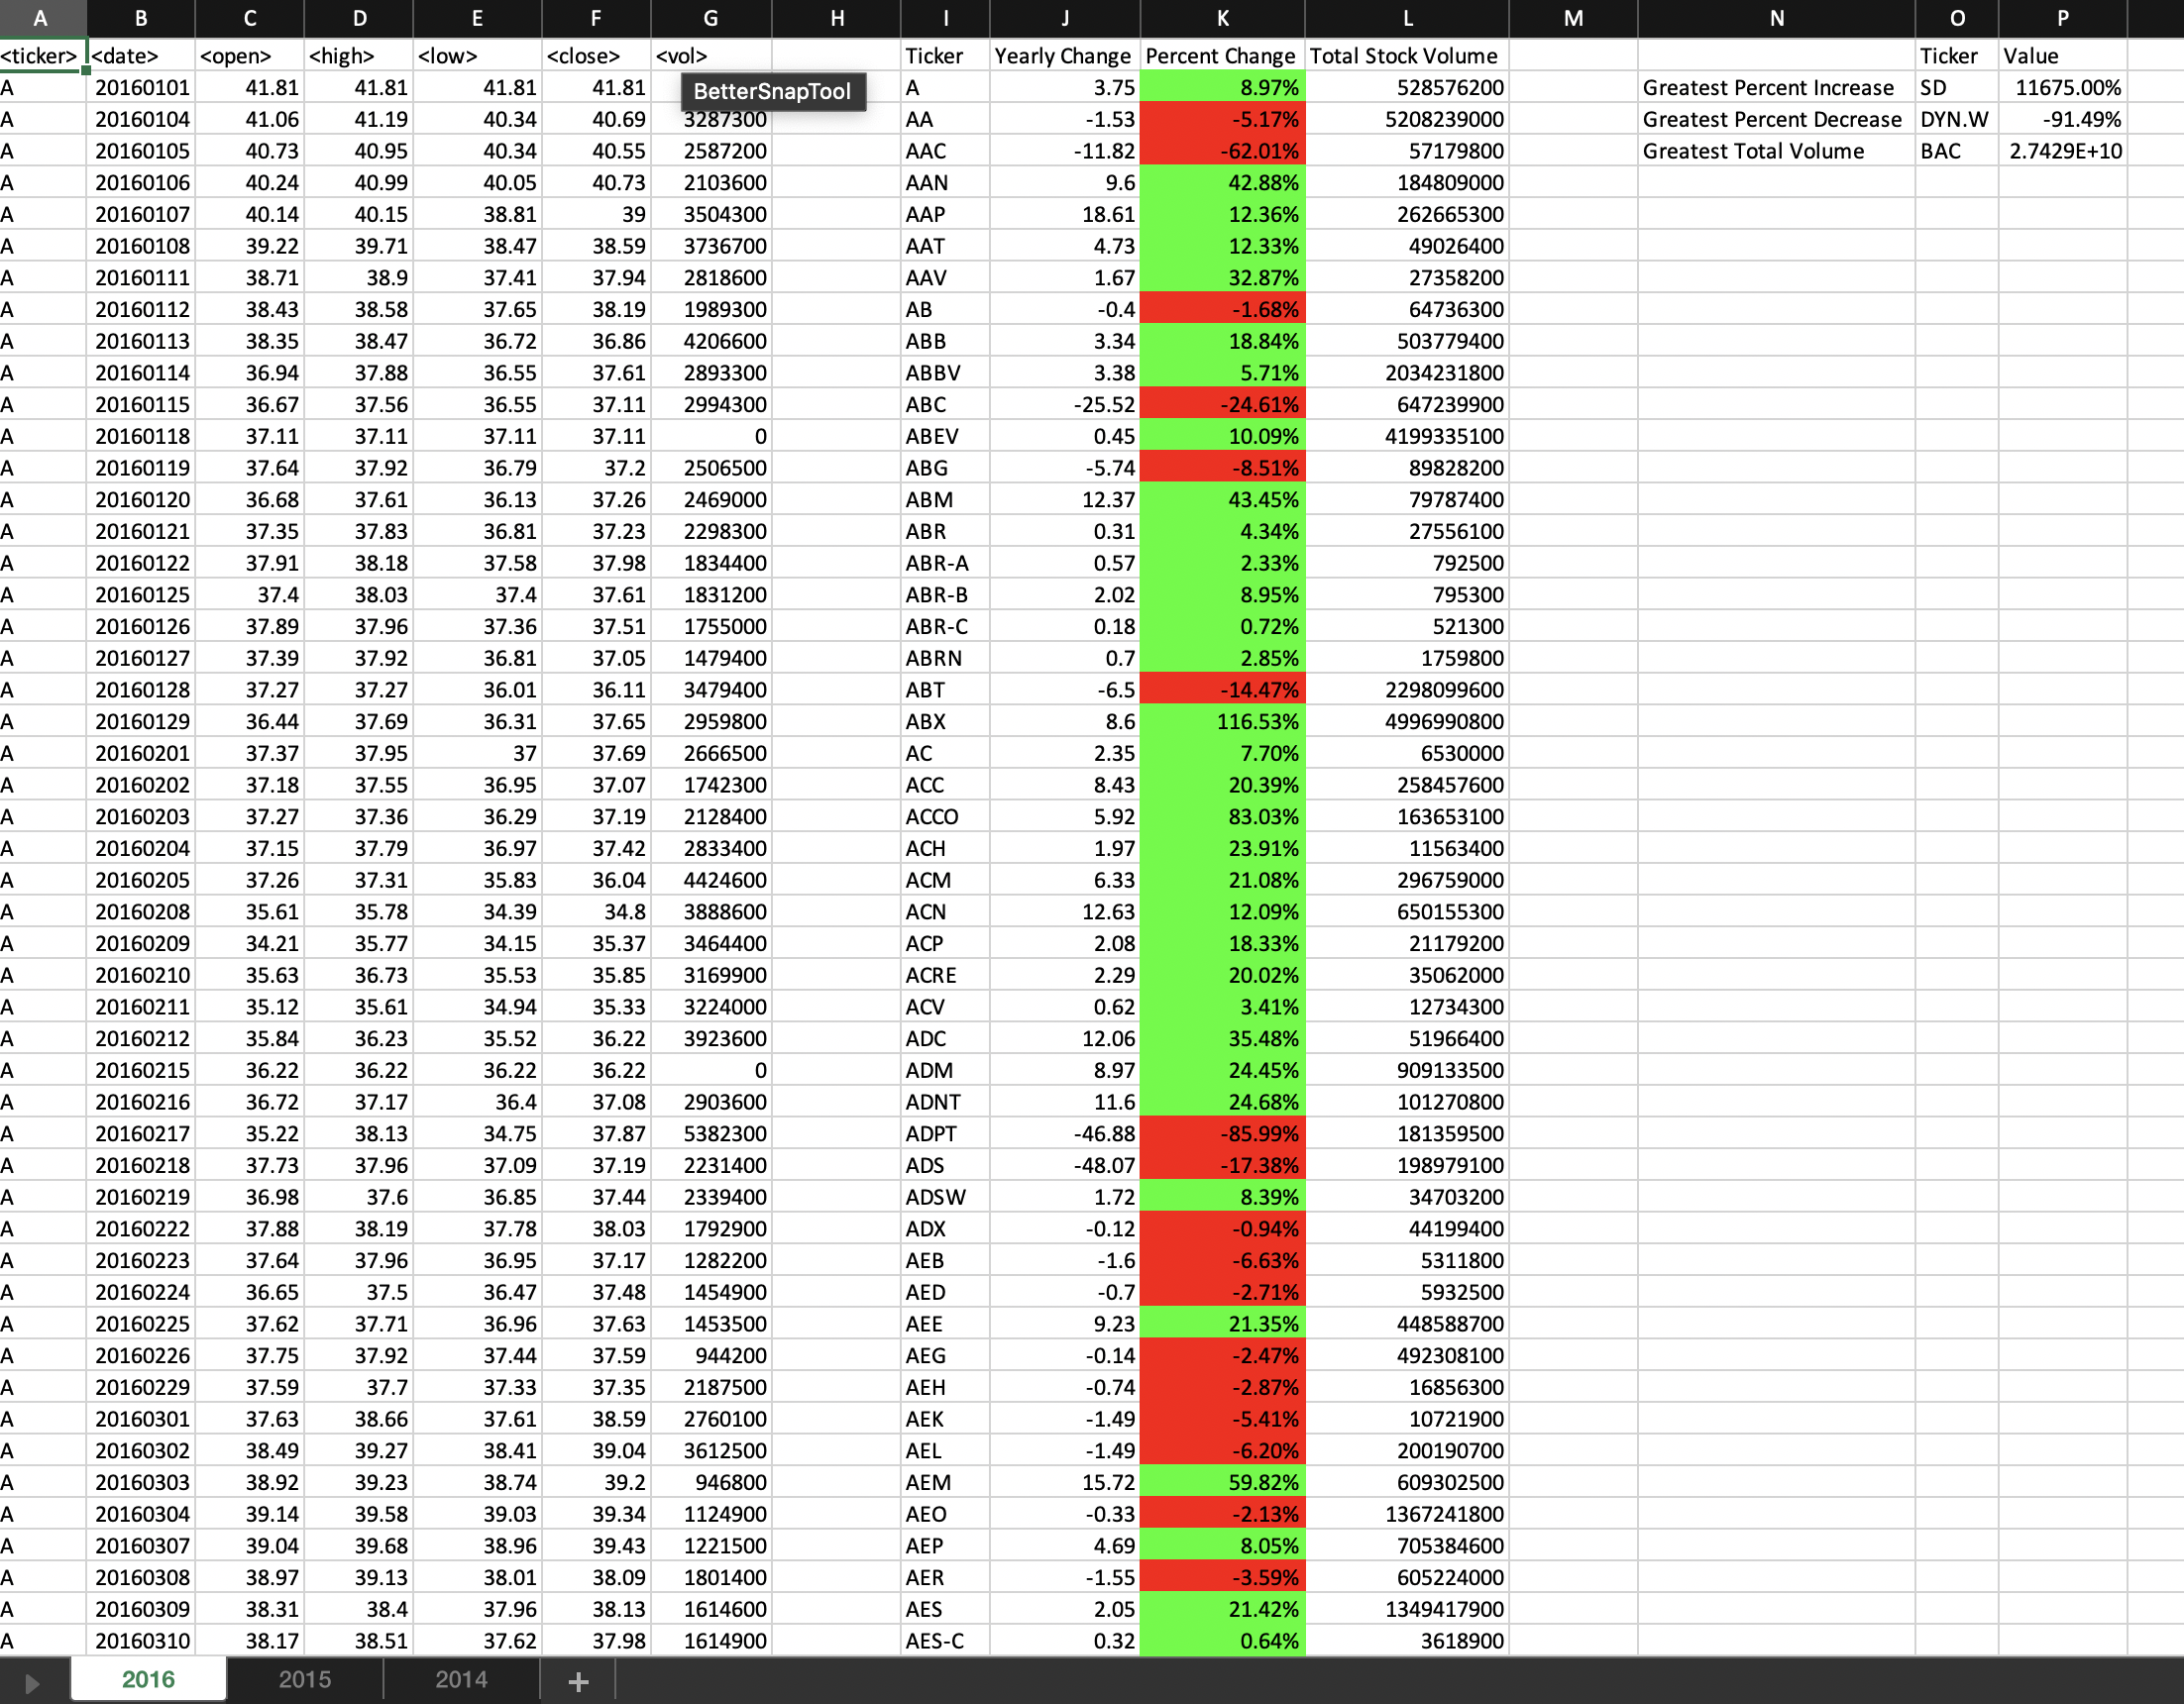 A B C D E F G H I J K L M N O P
<ticker> <date> <open> <high> <low> <close> <vol> Ticker Yearly Change Percent Change Total Stock Volume Ticker Value
A 20160101 41.81 41.81 41.81 41.81 BetterSnapTool A 3.75 8.97% 528576200 Greatest Percent Increase SD 11675.00%
A 20160104 41.06 41.19 40.34 40.69 3287300 AA -1.53 -5.17% 5208239000 Greatest Percent Decrease DYN.W -91.49%
A 20160105 40.73 40.95 40.34 40.55 2587200 AAC -11.82 -62.01% 57179800 Greatest Total Volume BAC 2.7429E+10
A 20160106 40.24 40.99 40.05 40.73 2103600 AAN 9.6 42.88% 184809000
A 20160107 40.14 40.15 38.81 39 3504300 AAP 18.61 12.36% 262665300
A 20160108 39.22 39.71 38.47 38.59 3736700 AAT 4.73 12.33% 49026400
A 20160111 38.71 38.9 37.41 37.94 2818600 AAV 1.67 32.87% 27358200
A 20160112 38.43 38.58 37.65 38.19 1989300 AB -0.4 -1.68% 64736300
A 20160113 38.35 38.47 36.72 36.86 4206600 ABB 3.34 18.84% 503779400
A 20160114 36.94 37.88 36.55 37.61 2893300 ABBV 3.38 5.71% 2034231800
A 20160115 36.67 37.56 36.55 37.11 2994300 ABC -25.52 -24.61% 647239900
A 20160118 37.11 37.11 37.11 37.11 0 ABEV 0.45 10.09% 4199335100
A 20160119 37.64 37.92 36.79 37.2 2506500 ABG -5.74 -8.51% 89828200
A 20160120 36.68 37.61 36.13 37.26 2469000 ABM 12.37 43.45% 79787400
A 20160121 37.35 37.83 36.81 37.23 2298300 ABR 0.31 4.34% 27556100
A 20160122 37.91 38.18 37.58 37.98 1834400 ABR-A 0.57 2.33% 792500
A 20160125 37.4 38.03 37.4 37.61 1831200 ABR-B 2.02 8.95% 795300
A 20160126 37.89 37.96 37.36 37.51 1755000 ABR-C 0.18 0.72% 521300
A 20160127 37.39 37.92 36.81 37.05 1479400 ABRN 0.7 2.85% 1759800
A 20160128 37.27 37.27 36.01 36.11 3479400 ABT -6.5 -14.47% 2298099600
A 20160129 36.44 37.69 36.31 37.65 2959800 ABX 8.6 116.53% 4996990800
A 20160201 37.37 37.95 37 37.69 2666500 AC 2.35 7.70% 6530000
A 20160202 37.18 37.55 36.95 37.07 1742300 ACC 8.43 20.39% 258457600
A 20160203 37.27 37.36 36.29 37.19 2128400 ACCO 5.92 83.03% 163653100
A 20160204 37.15 37.79 36.97 37.42 2833400 ACH 1.97 23.91% 11563400
A 20160205 37.26 37.31 35.83 36.04 4424600 ACM 6.33 21.08% 296759000
A 20160208 35.61 35.78 34.39 34.8 3888600 ACN 12.63 12.09% 650155300
A 20160209 34.21 35.77 34.15 35.37 3464400 ACP 2.08 18.33% 21179200
A 20160210 35.63 36.73 35.53 35.85 3169900 ACRE 2.29 20.02% 35062000
A 20160211 35.12 35.61 34.94 35.33 3224000 ACV 0.62 3.41% 12734300
A 20160212 35.84 36.23 35.52 36.22 3923600 ADC 12.06 35.48% 51966400
A 20160215 36.22 36.22 36.22 36.22 0 ADM 8.97 24.45% 909133500
A 20160216 36.72 37.17 36.4 37.08 2903600 ADNT 11.6 24.68% 101270800
A 20160217 35.22 38.13 34.75 37.87 5382300 ADPT -46.88 -85.99% 181359500
A 20160218 37.73 37.96 37.09 37.19 2231400 ADS -48.07 -17.38% 198979100
A 20160219 36.98 37.6 36.85 37.44 2339400 ADSW 1.72 8.39% 34703200
A 20160222 37.88 38.19 37.78 38.03 1792900 ADX -0.12 -0.94% 44199400
A 20160223 37.64 37.96 36.95 37.17 1282200 AEB -1.6 -6.63% 5311800
A 20160224 36.65 37.5 36.47 37.48 1454900 AED -0.7 -2.71% 5932500
A 20160225 37.62 37.71 36.96 37.63 1453500 AEE 9.23 21.35% 448588700
A 20160226 37.75 37.92 37.44 37.59 944200 AEG -0.14 -2.47% 492308100
A 20160229 37.59 37.7 37.33 37.35 2187500 AEH -0.74 -2.87% 16856300
A 20160301 37.63 38.66 37.61 38.59 2760100 AEK -1.49 -5.41% 10721900
A 20160302 38.49 39.27 38.41 39.04 3612500 AEL -1.49 -6.20% 200190700
A 20160303 38.92 39.23 38.74 39.2 946800 AEM 15.72 59.82% 609302500
A 20160304 39.14 39.58 39.03 39.34 1124900 AEO -0.33 -2.13% 1367241800
A 20160307 39.04 39.68 38.96 39.43 1221500 AEP 4.69 8.05% 705384600
A 20160308 38.97 39.13 38.01 38.09 1801400 AER -1.55 -3.59% 605224000
A 20160309 38.31 38.4 37.96 38.13 1614600 AES 2.05 21.42% 1349417900
A 20160310 38.17 38.51 37.62 37.98 1614900 AES-C 0.32 0.64% 3618900
2016 2015 2014 +